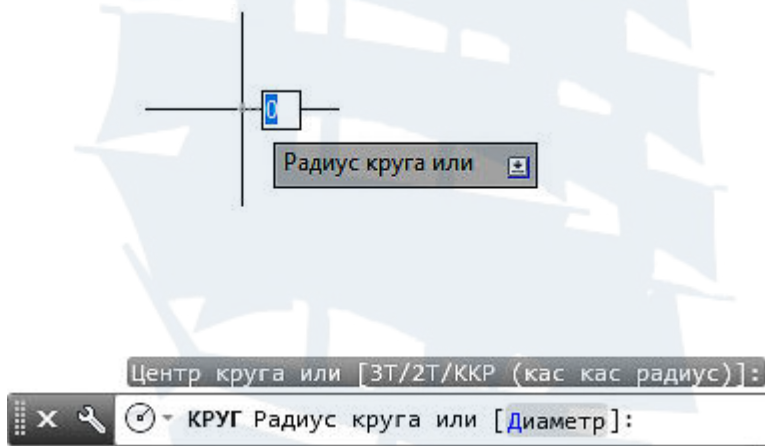 0
Радиус круга или
Центр круга или [3Т/2Т/ККР (кас кас радиус)]:
КРУГ Радиус круга или [Диаметр]: